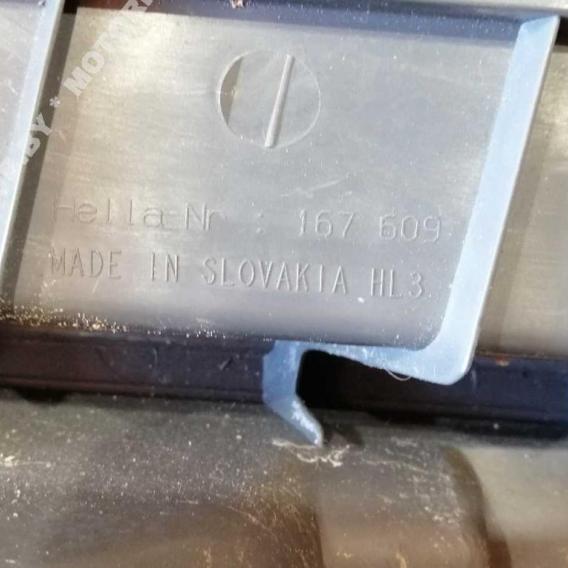 Hella-Nr.: 167 609
MADE IN SLOVAKIA HL3